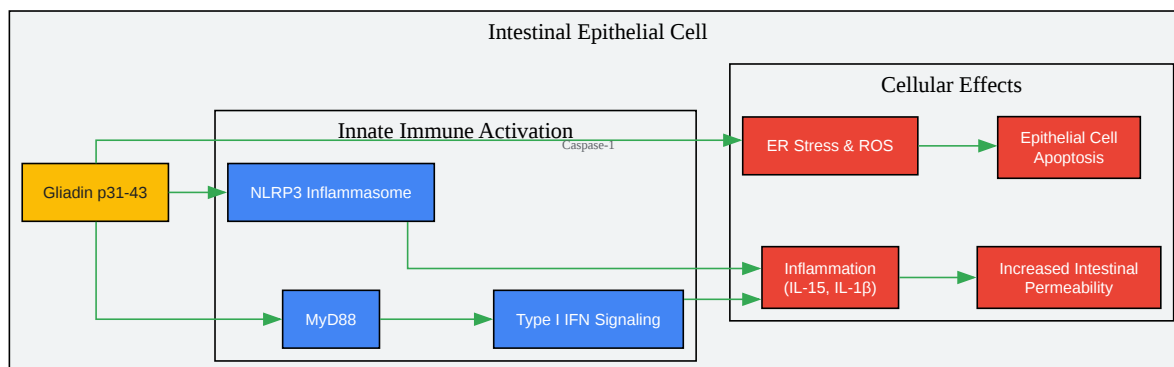 Intestinal Epithelial Cell
Cellular Effects
Innate Immune Activation
Caspase-1
ER Stress & ROS
Epithelial Cell
Apoptosis
Gliadin p31-43
NLRP3 Inflammasome
Inflammation
(IL-15, IL-1β)
Increased Intestinal
Permeability
MyD88
Type I IFN Signaling